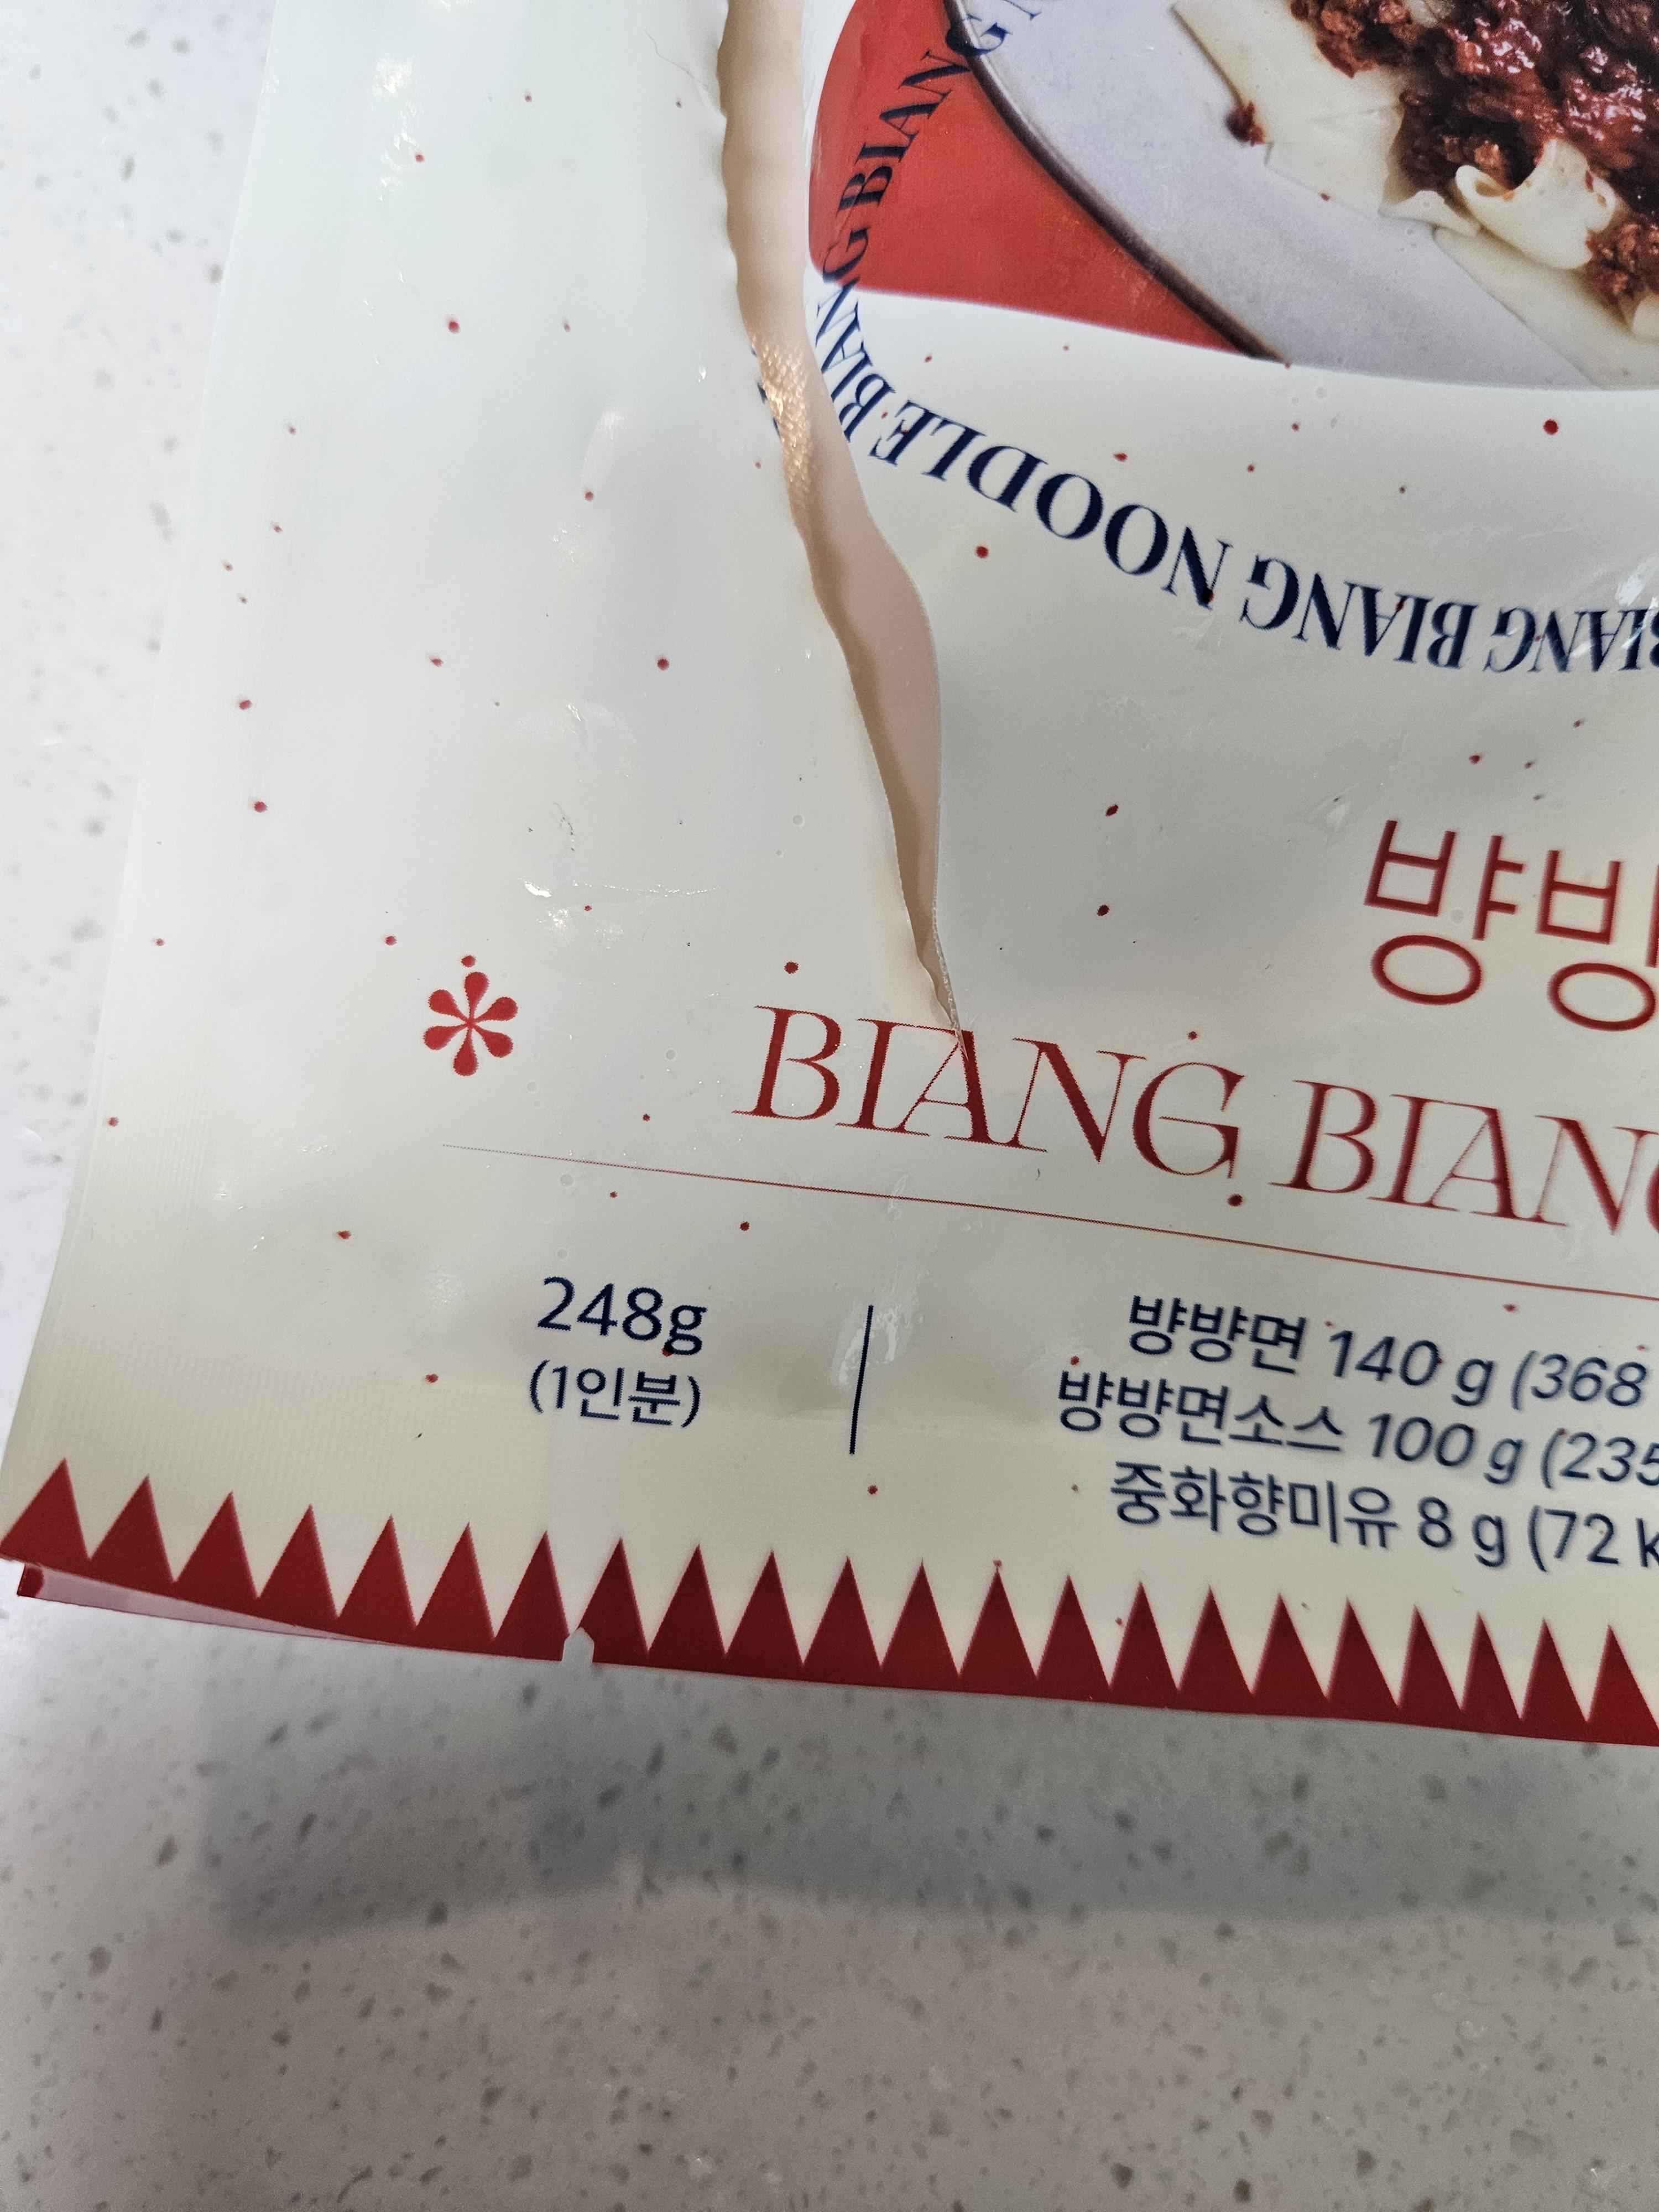 BIANG BIANG NOODLE BIANG BIANG
뱡뱡
BIANG BIANG
248g
(1인분)
뱡뱡면 140 g (368
뱡뱡면소스 100 g (235
중화향미유 8 g (72 k